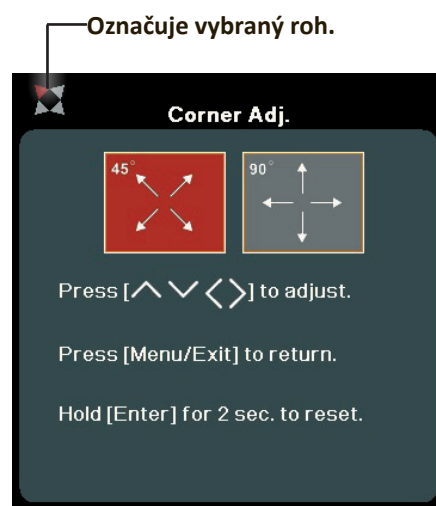 Označuje vybraný roh.
Corner Adj.
45° 90°
Press [∧∨<>] to adjust.
Press [Menu/Exit] to return.
Hold [Enter] for 2 sec. to reset.